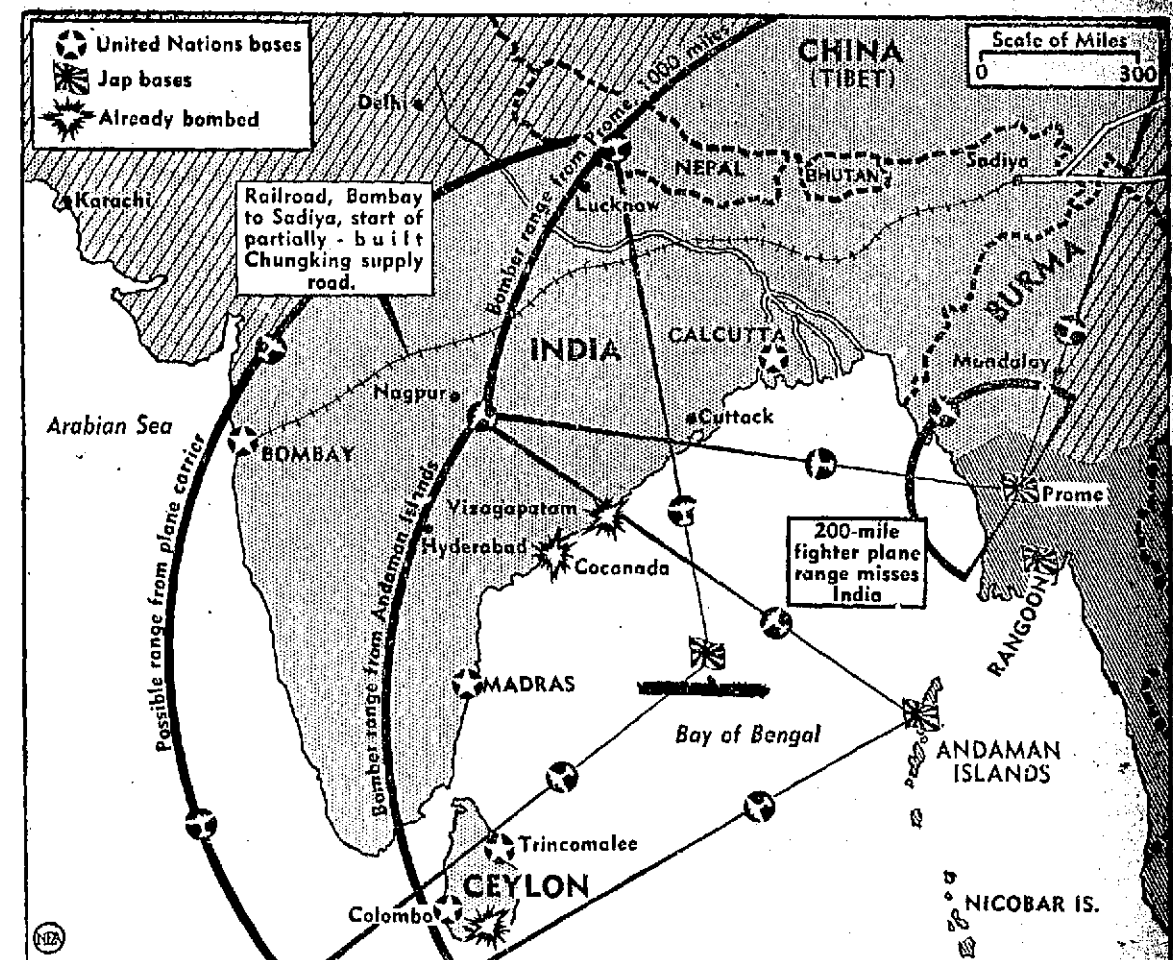 United Nations bases
Jap bases
Already bombed
Scale of Miles
0 300
CHINA
(TIBET)
Delhi
Bomber range from Prome 1000 miles
NEPAL
BHUTAN
Sadiya
Karachi
Lucknow
Railroad, Bombay
to Sadiya, start of
partially - built
Chungking supply
road.
BURMA
INDIA
CALCUTTA
Mandalay
Nagpur
Cuttack
Arabian Sea
BOMBAY
Possible range from plane carrier
Bomber range from Andaman Islands
Vizagapatam
Hyderabad
Cocanada
Prome
200-mile
fighter plane
range misses
India
RANGOON
MADRAS
Bay of Bengal
ANDAMAN
ISLANDS
Trincomalee
CEYLON
Colombo
NICOBAR IS.
NEA